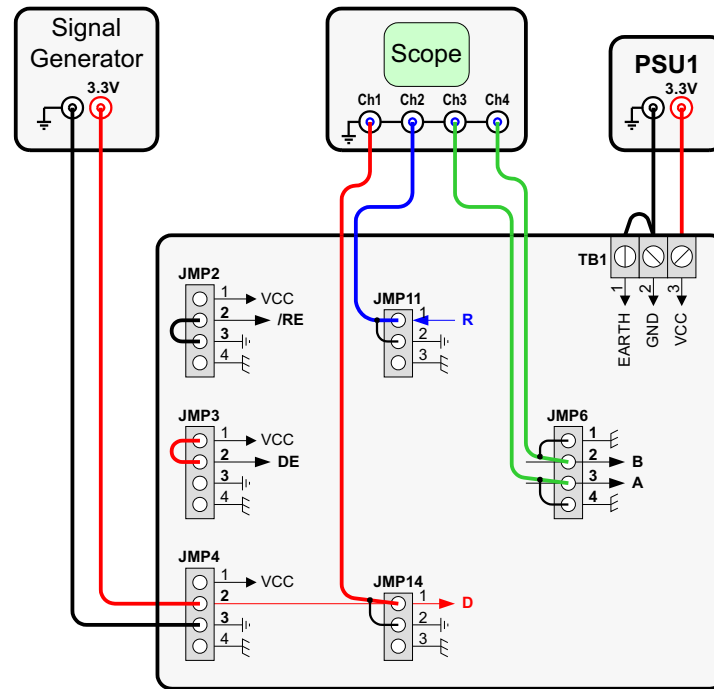 Signal
Generator
3.3V
Scope
Ch1 Ch2 Ch3 Ch4
PSU1
3.3V
TB1
1 2 3
EARTH GND VCC
JMP2
1 VCC
2 /RE
3
4
JMP11
1 R
2
3
JMP3
1 VCC
2 DE
3
4
JMP6
1
2 B
3 A
4
JMP4
1 VCC
2
3
4
JMP14
1 D
2
3